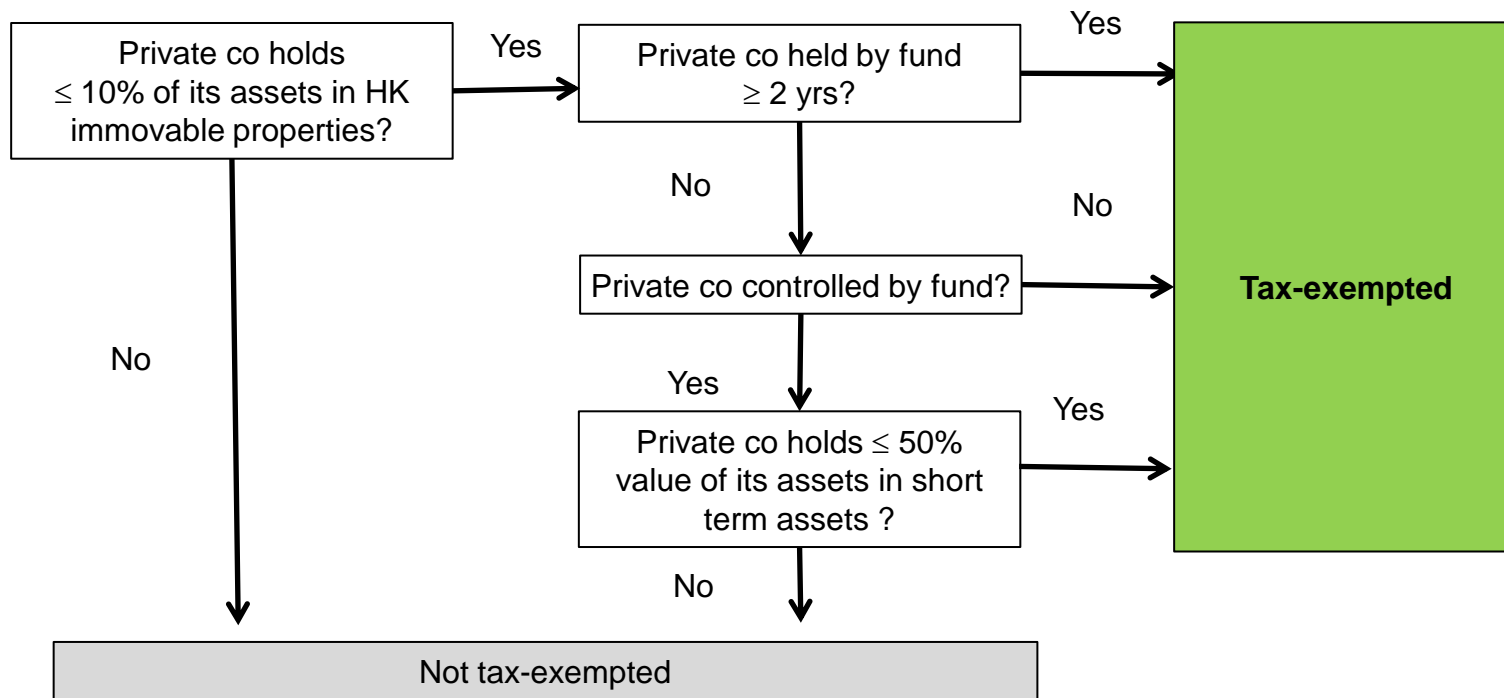 Private co holds
≤ 10% of its assets in HK
immovable properties?
Yes
Private co held by fund
≥ 2 yrs?
Yes
No
No
Private co controlled by fund?
Tax-exempted
No
Yes
Yes
Private co holds ≤ 50%
value of its assets in short
term assets ?
No
Not tax-exempted